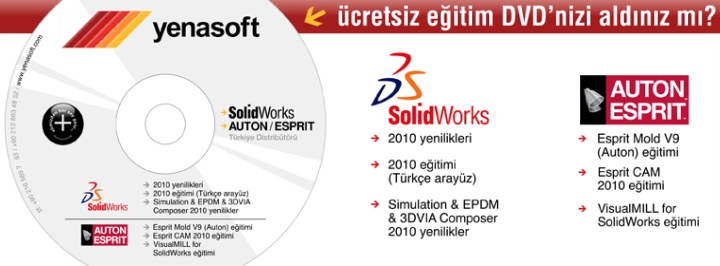 ücretsiz eğitim DVD'nizi aldınız mı?
yenasoft
SolidWorks
AUTON / ESPRIT
Türkiye Distribütörü
SolidWorks
2010 yenilikleri
2010 eğitimi (Türkçe arayüz)
Simulation & EPDM & 3DVIA
Composer 2010 yenilikler
AUTON
ESPRIT
Esprit Mold V9 (Auton) eğitimi
Esprit CAM 2010 eğitimi
VisualMILL for
SolidWorks eğitimi
SolidWorks
2010 yenilikleri
2010 eğitimi
(Türkçe arayüz)
Simulation & EPDM
& 3DVIA Composer
2010 yenilikler
AUTON
ESPRIT
Esprit Mold V9
(Auton) eğitimi
Esprit CAM
2010 eğitimi
VisualMILL for
SolidWorks eğitimi